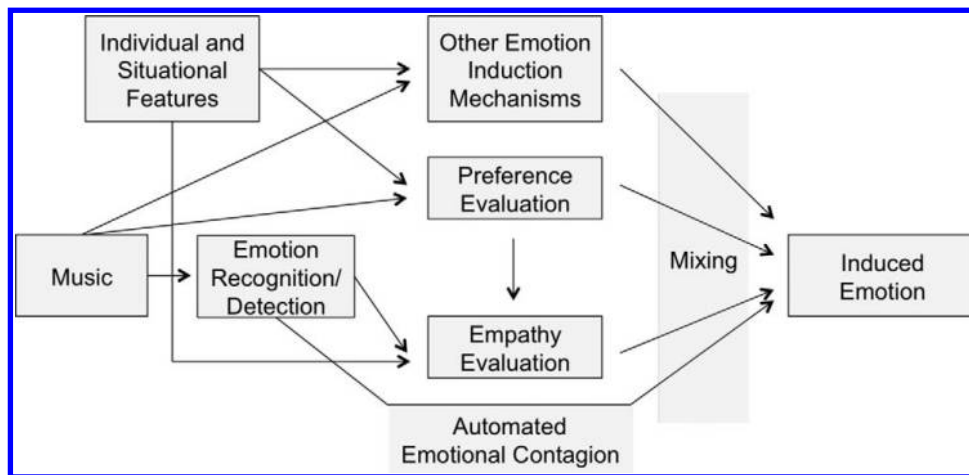 Individual and
Situational
Features
Other Emotion
Induction
Mechanisms
Preference
Evaluation
Music
Emotion
Recognition/
Detection
Mixing
Induced
Emotion
Empathy
Evaluation
Automated
Emotional Contagion